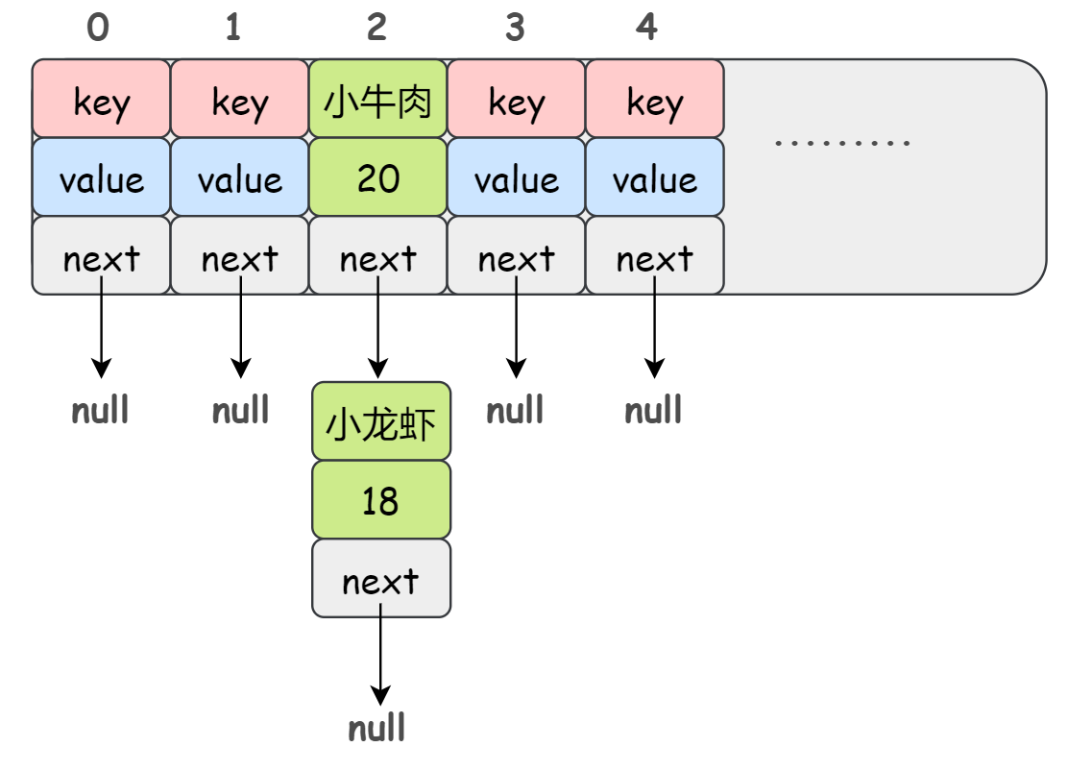 0 1 2 3 4
key key 小牛肉 key key
value value 20 value value
next next next next next
null null null null
小龙虾
18
next
null